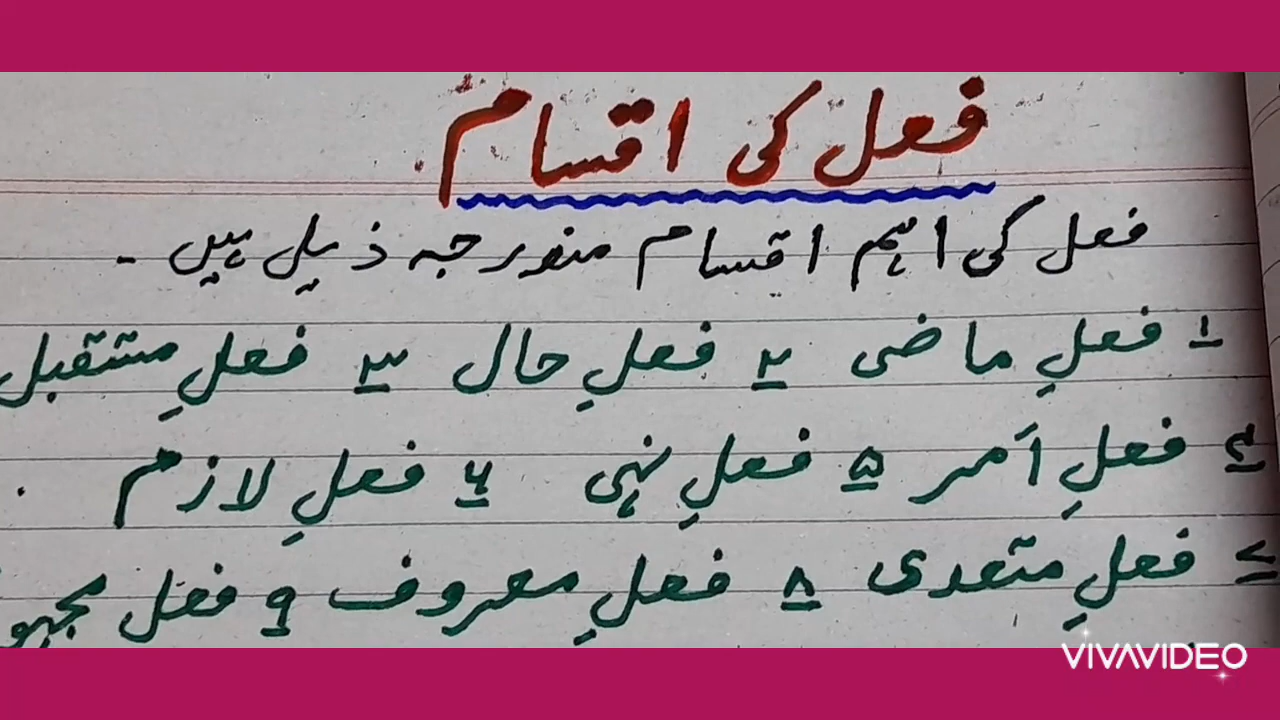 فعل کی اقسام
فعل کی اہم اقسام مندرجہ ذیل ہیں ۔
۱ فعلِ ماضی ۲ فعلِ حال ۳ فعلِ مستقبل
۴ فعلِ اَمر ۵ فعلِ نہی ۶ فعلِ لازم
۷ فعلِ متعدی ۸ فعلِ معروف ۹ فعل
VIVAVIDEO